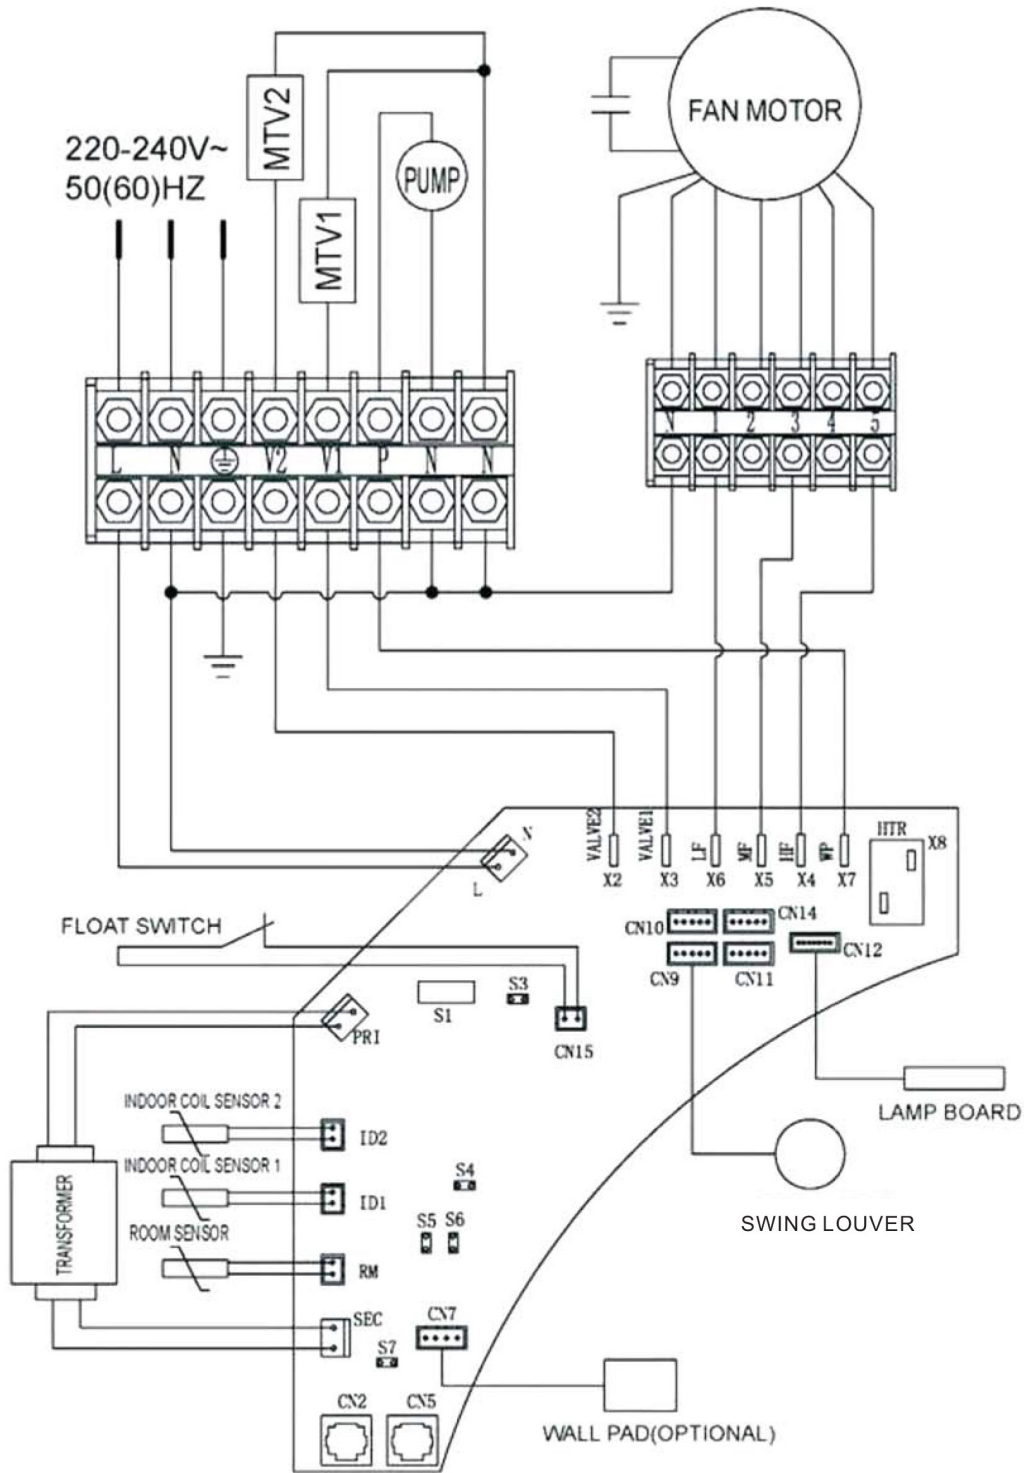 FAN MOTOR
MTV2
220-240V~
50(60)HZ
PUMP
MTV1
L N V2 V1 P N N
N 1 2 3 4 5
VALVE2
VALVE1
LF
MF
HF
WP
HTR
X8
N
L
X2 X3 X6 X5 X4 X7
FLOAT SWITCH
CN10
CN14
CN12
CN9
CN11
S3
S1
PRI
CN15
LAMP BOARD
INDOOR COIL SENSOR 2
ID2
INDOOR COIL SENSOR 1
ID1
S4
TRANSFORMER
ROOM SENSOR
RM
S5 S6
SWING LOUVER
SEC
CN7
S7
CN2
CN5
WALL PAD(OPTIONAL)